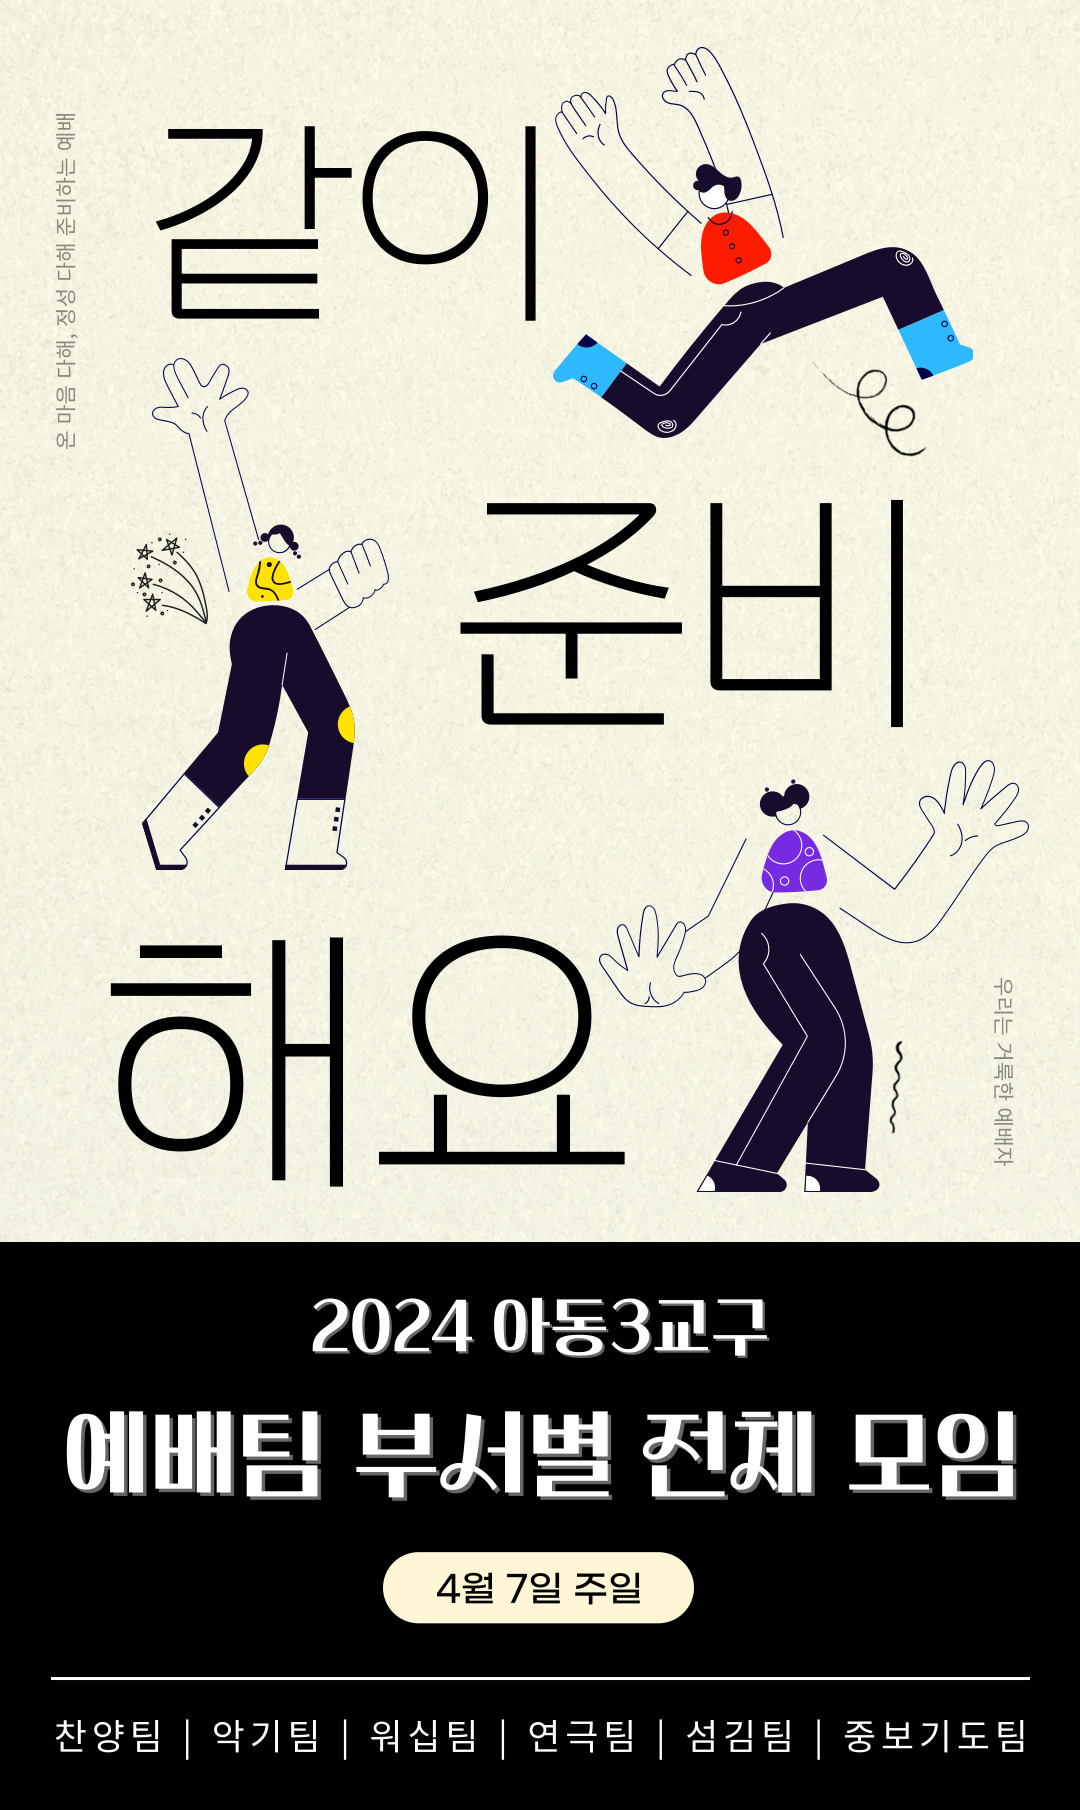 온 마음 다해, 정성 다해 준비하는 예배
같이
준비
해요
우리는 거룩한 예배자
2024 아동3교구
예배팀 부서별 전체 모임
4월 7일 주일
찬양팀 | 악기팀 | 워십팀 | 연극팀 | 섬김팀 | 중보기도팀